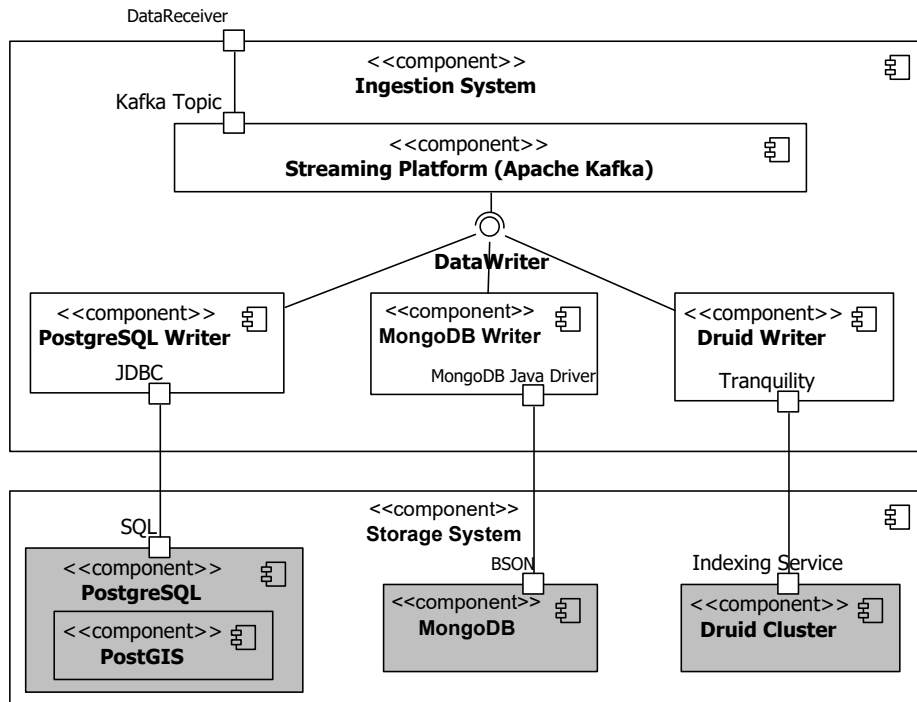 DataReceiver
<<component>>
Ingestion System
Kafka Topic
<<component>>
Streaming Platform (Apache Kafka)
DataWriter
<<component>>
PostgreSQL Writer
JDBC
<<component>>
MongoDB Writer
MongoDB Java Driver
<<component>>
Druid Writer
Tranquility
<<component>>
Storage System
SQL
<<component>>
PostgreSQL
<<component>>
PostGIS
BSON
<<component>>
MongoDB
Indexing Service
<<component>>
Druid Cluster